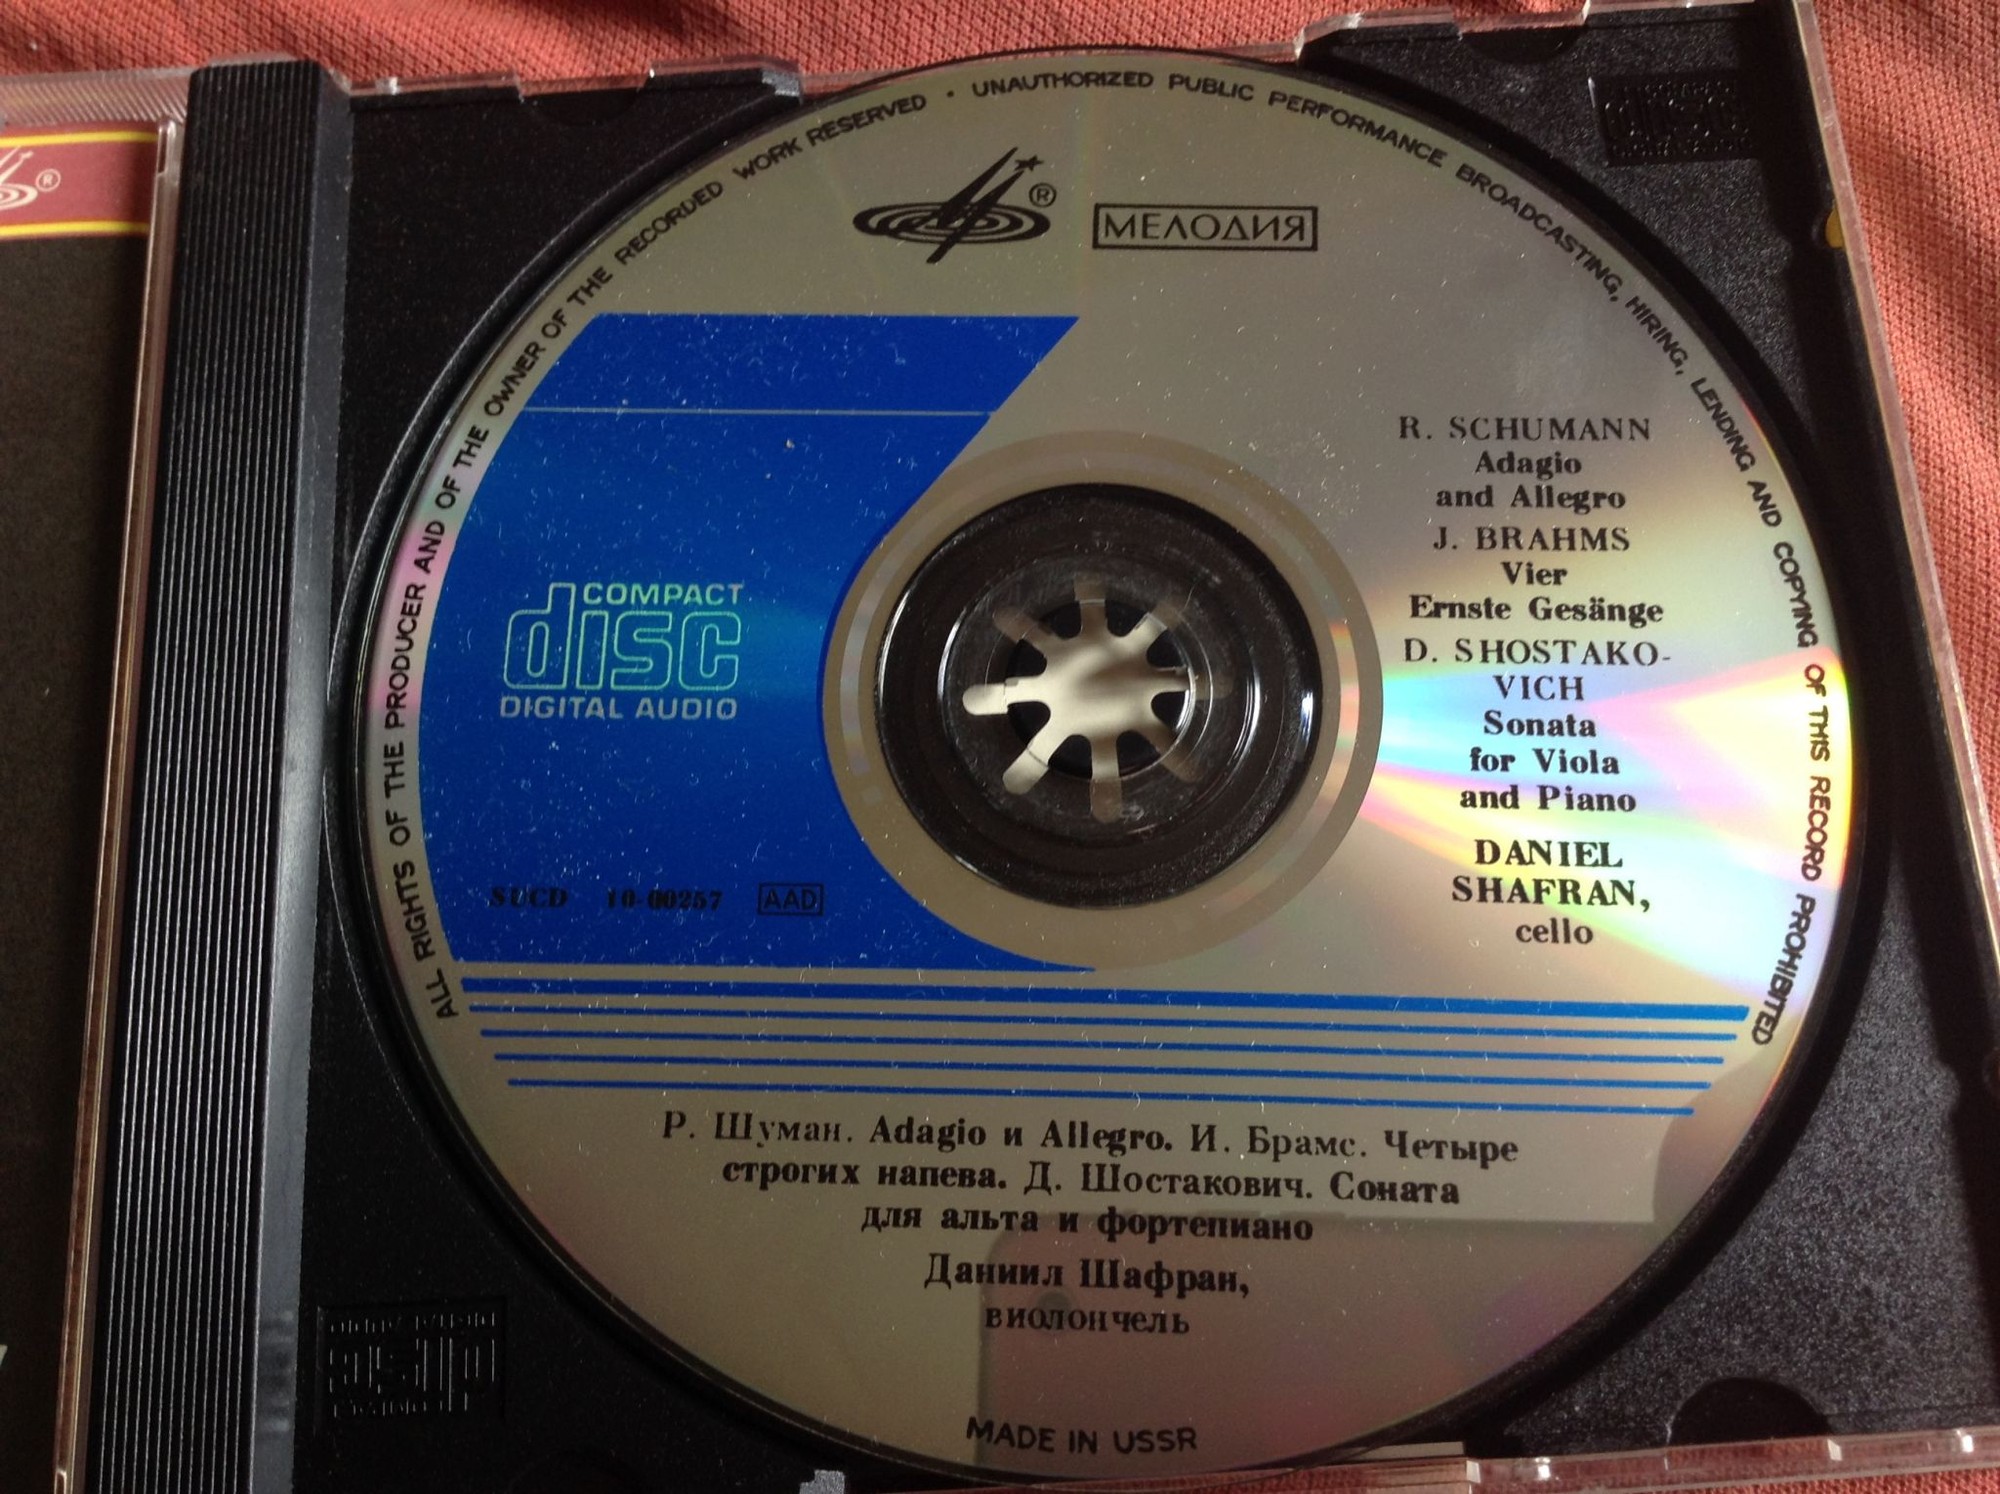 ALL RIGHTS OF THE PRODUCER AND OF THE OWNER OF THE RECORDED WORK RESERVED · UNAUTHORIZED PUBLIC PERFORMANCE BROADCASTING, HIRING, LENDING AND COPYING OF THIS RECORD PROHIBITED
®
® МЕЛОДИЯ
R. SCHUMANN
Adagio
and Allegro
J. BRAHMS
Vier
Ernste Gesänge
D. SHOSTAKO-
VICH
Sonata
for Viola
and Piano
DANIEL
SHAFRAN,
cello
COMPACT
disc
DIGITAL AUDIO
SUCD 10-00257 AAD
Р. Шуман. Adagio и Allegro. И. Брамс. Четыре
строгих напева. Д. Шостакович. Соната
для альта и фортепиано
Даниил Шафран,
виолончель
MADE IN USSR